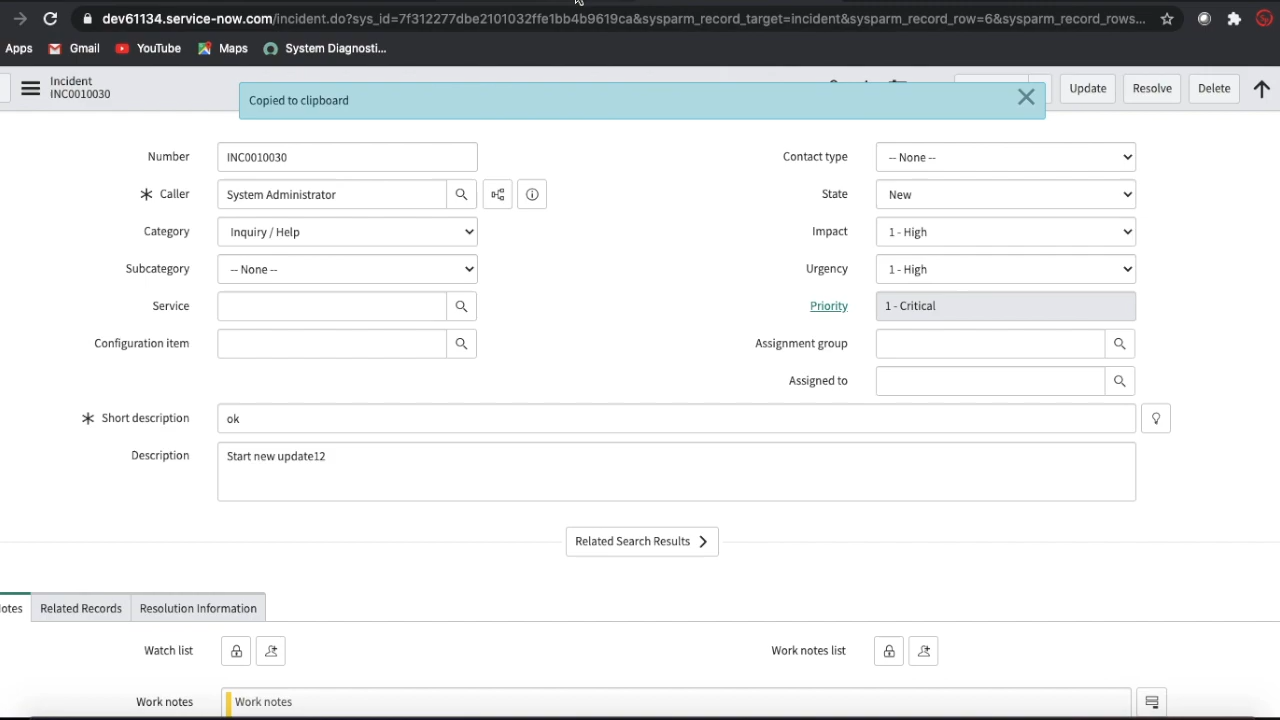 dev61134.service-now.com/incident.do?sys_id=7f312277dbe2101032ffe1bb4b9619ca&sysparm_record_target=incident&sysparm_record_row=6&sysparm_record_rows...
Apps Gmail YouTube Maps System Diagnosti...
Incident
INC0010030
Copied to clipboard
Update Resolve Delete
Number INC0010030 Contact type -- None --
Caller System Administrator State New
Category Inquiry / Help Impact 1 - High
Subcategory -- None -- Urgency 1 - High
Service Priority 1 - Critical
Configuration item Assignment group
Assigned to
Short description ok
Description Start new update12
Related Search Results
otes Related Records Resolution Information
Watch list Work notes list
Work notes Work notes